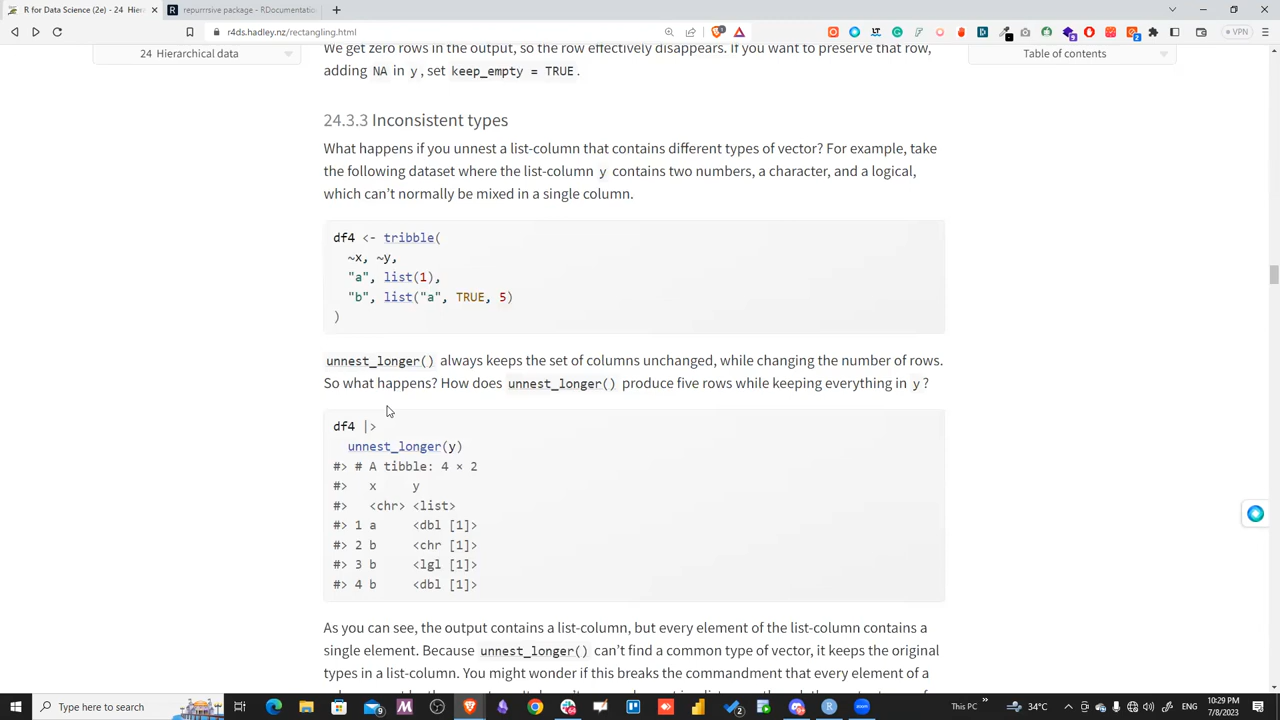 R for Data Science (2e) - 24 Hiera
repurrrsive package - RDocumentatio
r4ds.hadley.nz/rectangling.html
VPN
24 Hierarchical data
Table of contents
We get zero rows in the output, so the row effectively disappears. If you want to preserve that row,
adding NA in y, set keep_empty = TRUE.
24.3.3 Inconsistent types
What happens if you unnest a list-column that contains different types of vector? For example, take
the following dataset where the list-column y contains two numbers, a character, and a logical,
which can't normally be mixed in a single column.
df4 <- tribble(
~x, ~y,
"a", list(1),
"b", list("a", TRUE, 5)
)
unnest_longer() always keeps the set of columns unchanged, while changing the number of rows.
So what happens? How does unnest_longer() produce five rows while keeping everything in y?
df4 |>
unnest_longer(y)
#> # A tibble: 4 × 2
#> x y
#> <chr> <list>
#> 1 a <dbl [1]>
#> 2 b <chr [1]>
#> 3 b <lgl [1]>
#> 4 b <dbl [1]>
As you can see, the output contains a list-column, but every element of the list-column contains a
single element. Because unnest_longer() can't find a common type of vector, it keeps the original
types in a list-column. You might wonder if this breaks the commandment that every element of a
Type here to search
This PC
34°C
10:29 PM
7/8/2023